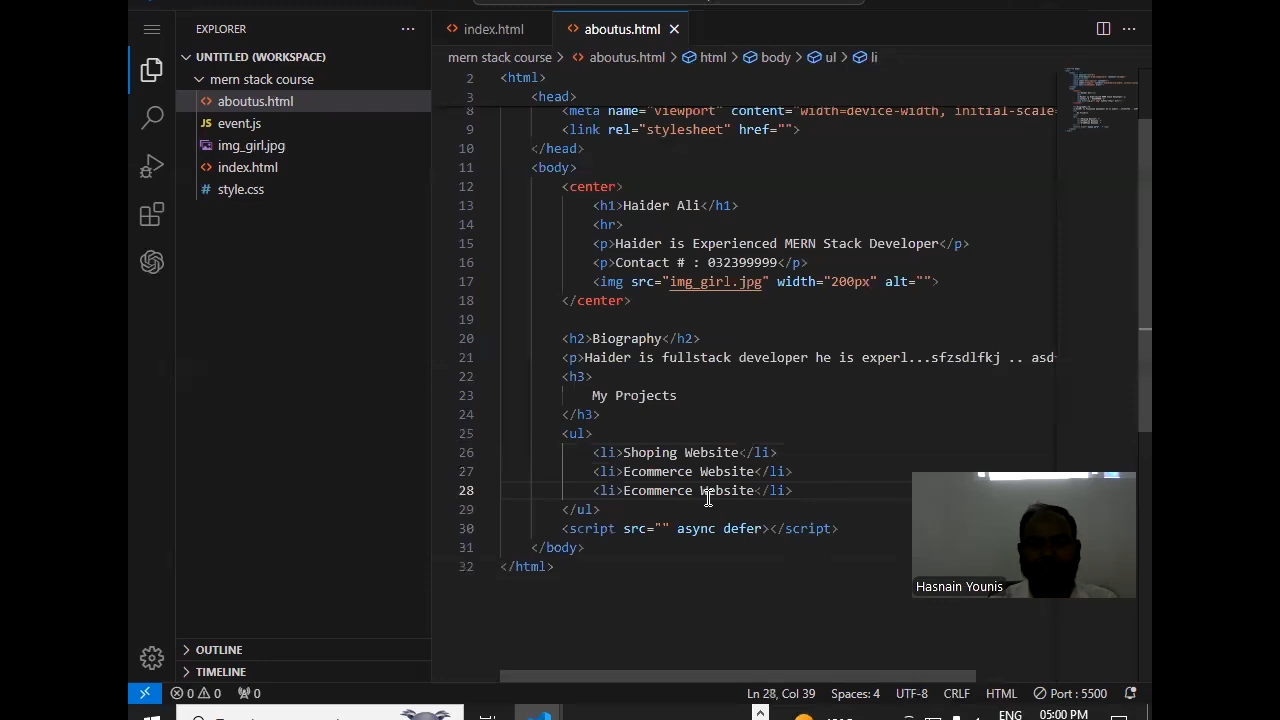 EXPLORER
index.html
aboutus.html
UNTITLED (WORKSPACE)
mern stack course > aboutus.html > html > body > ul > li
mern stack course
aboutus.html
event.js
img_girl.jpg
index.html
style.css
2 <html>
3 <head>
8 <meta name="viewport" content="width=device-width, initial-scale=
9 <link rel="stylesheet" href="">
10 </head>
11 <body>
12 <center>
13 <h1>Haider Ali</h1>
14 <hr>
15 <p>Haider is Experienced MERN Stack Developer</p>
16 <p>Contact # : 032399999</p>
17 <img src="img_girl.jpg" width="200px" alt="">
18 </center>
19
20 <h2>Biography</h2>
21 <p>Haider is fullstack developer he is experl...sfzsdlfkj .. asd
22 <h3>
23 My Projects
24 </h3>
25 <ul>
26 <li>Shoping Website</li>
27 <li>Ecommerce Website</li>
28 <li>Ecommerce Website</li>
29 </ul>
30 <script src="" async defer></script>
31 </body>
32 </html>
Hasnain Younis
OUTLINE
TIMELINE
0 0 0 Ln 28, Col 39 Spaces: 4 UTF-8 CRLF HTML Port : 5500
ENG 05:00 PM